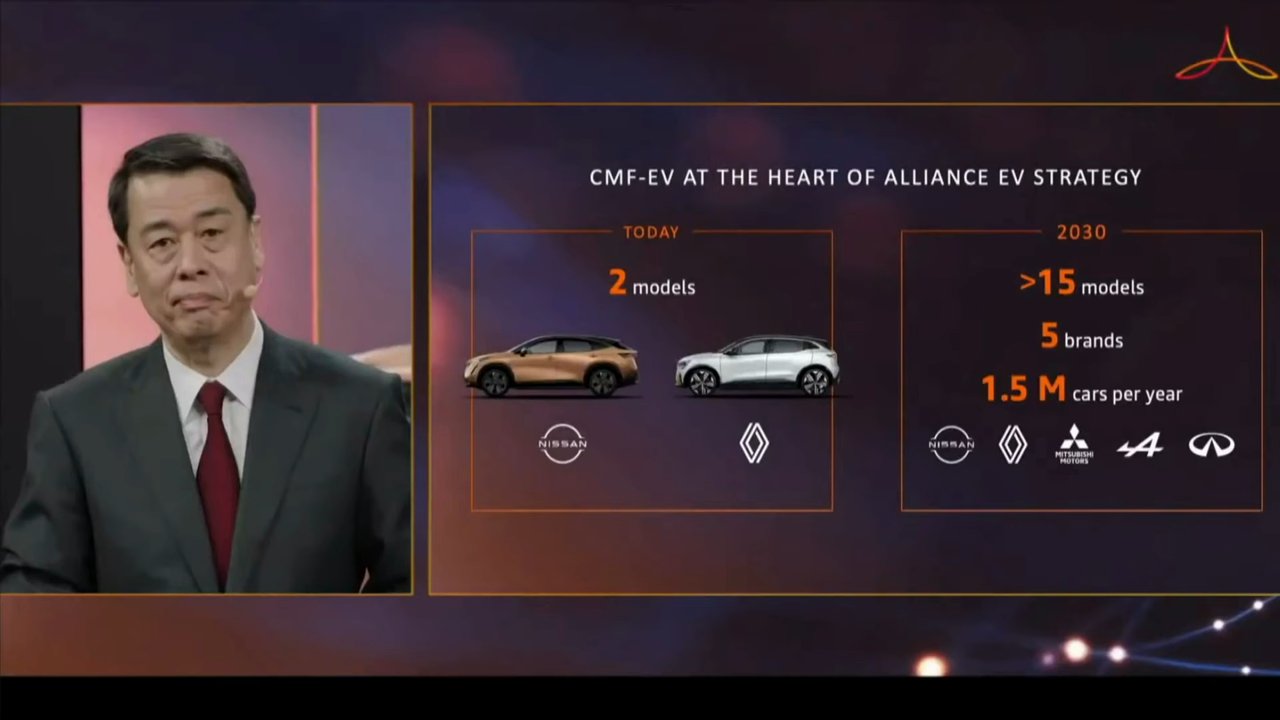 CMF-EV AT THE HEART OF ALLIANCE EV STRATEGY
TODAY
2 models
NISSAN
2030
>15 models
5 brands
1.5 M cars per year
NISSAN
MITSUBISHI
MOTORS